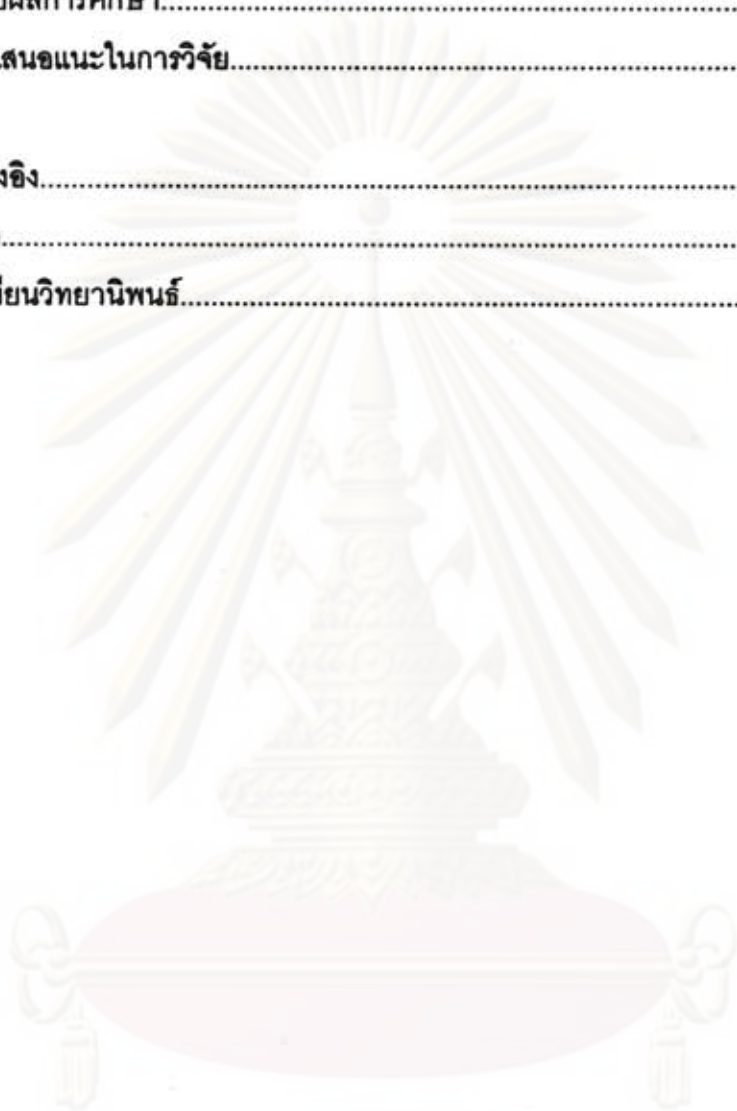 ผลการศึกษา....................................................
สนอแนะในการวิจัย....................................................
งอิง....................................................
....................................................
ขียนวิทยานิพนธ์....................................................